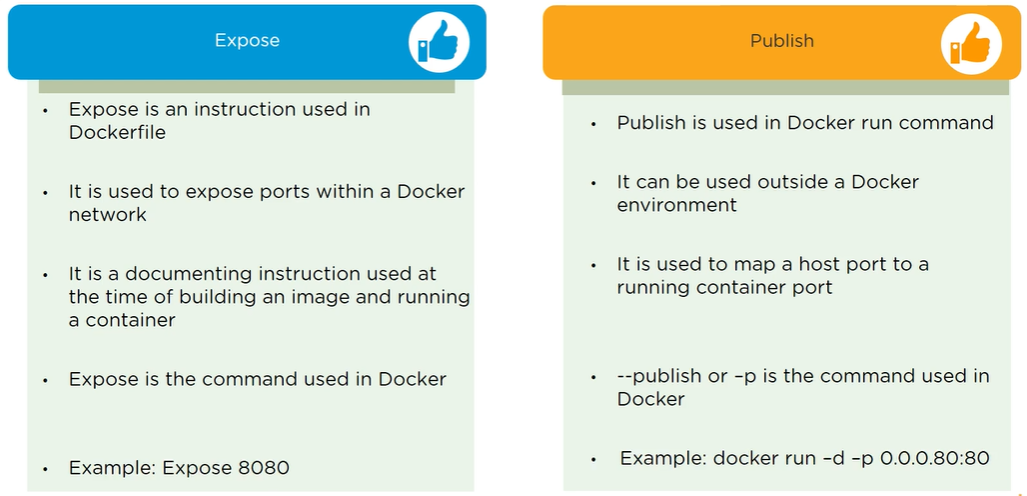 Expose
• Expose is an instruction used in
Dockerfile
• It is used to expose ports within a Docker
network
• It is a documenting instruction used at
the time of building an image and running
a container
• Expose is the command used in Docker
• Example: Expose 8080
Publish
• Publish is used in Docker run command
• It can be used outside a Docker
environment
• It is used to map a host port to a
running container port
• --publish or –p is the command used in
Docker
• Example: docker run –d –p 0.0.0.80:80